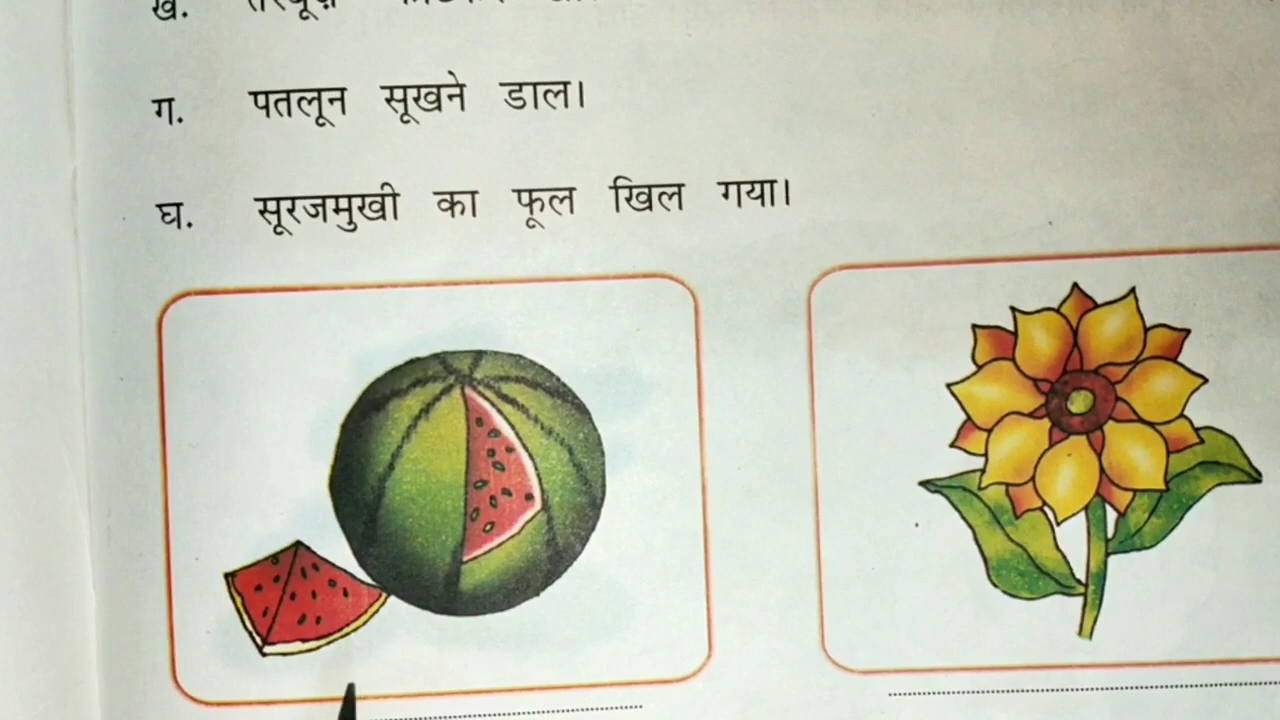 ख.
ग. पतलून सूखने डाल।
घ. सूरजमुखी का फूल खिल गया।